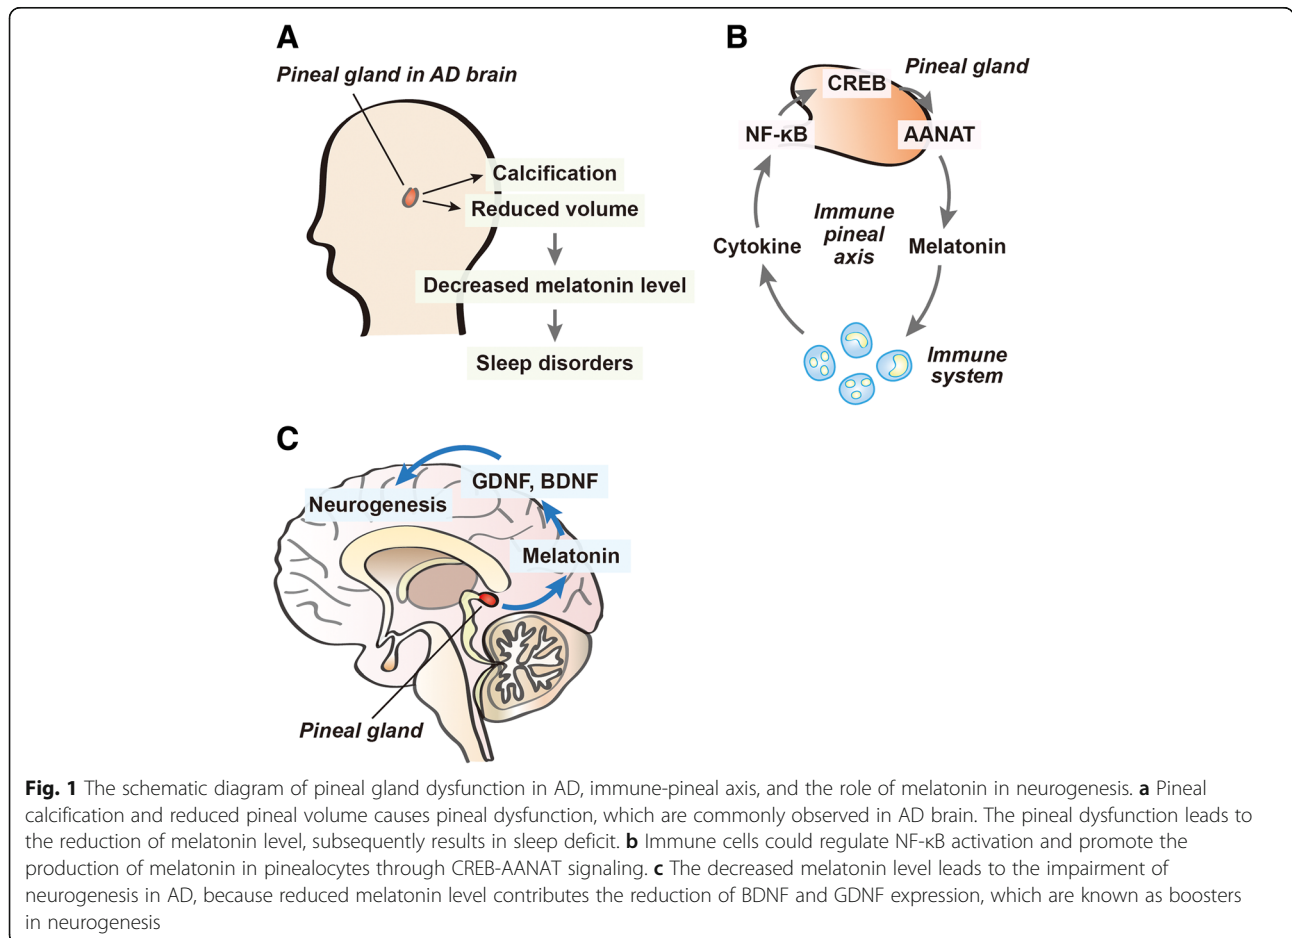 A
Pineal gland in AD brain
Calcification
Reduced volume
Decreased melatonin level
Sleep disorders
B
Pineal gland
CREB
NF-κB
AANAT
Immune
pineal
axis
Cytokine
Melatonin
Immune
system
C
GDNF, BDNF
Neurogenesis
Melatonin
Pineal gland
Fig. 1 The schematic diagram of pineal gland dysfunction in AD, immune-pineal axis, and the role of melatonin in neurogenesis. a Pineal
calcification and reduced pineal volume causes pineal dysfunction, which are commonly observed in AD brain. The pineal dysfunction leads to
the reduction of melatonin level, subsequently results in sleep deficit. b Immune cells could regulate NF-κB activation and promote the
production of melatonin in pinealocytes through CREB-AANAT signaling. c The decreased melatonin level leads to the impairment of
neurogenesis in AD, because reduced melatonin level contributes the reduction of BDNF and GDNF expression, which are known as boosters
in neurogenesis